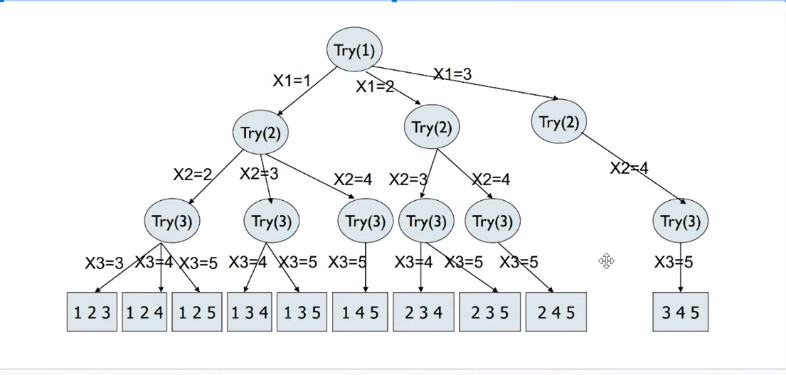 Try(1)
X1=1
X1=2
X1=3
Try(2)
Try(2)
Try(2)
X2=2
X2=3
X2=4
X2=3
X2=4
X2=4
Try(3)
Try(3)
Try(3)
Try(3)
Try(3)
Try(3)
X3=3
X3=4
X3=5
X3=4
X3=5
X3=5
X3=4
X3=5
X3=5
X3=5
1 2 3
1 2 4
1 2 5
1 3 4
1 3 5
1 4 5
2 3 4
2 3 5
2 4 5
3 4 5